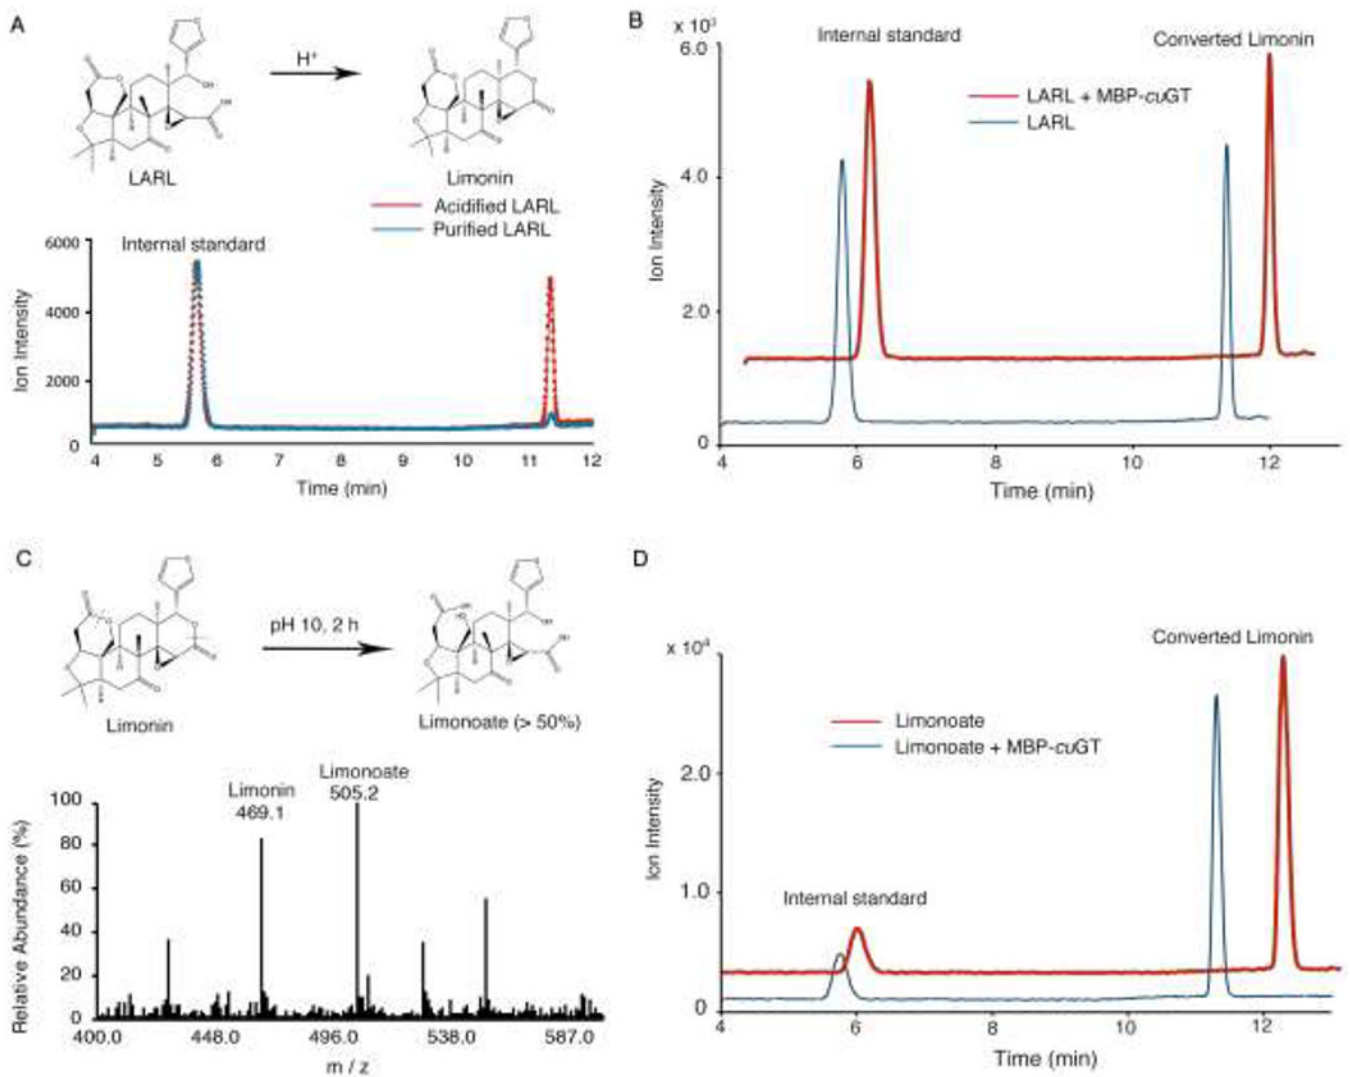 A
H⁺
LARL
Limonin
Acidified LARL
Purified LARL
Internal standard
6000
4000
2000
0
Ion Intensity
4 5 6 7 8 9 10 11 12
Time (min)
B
x 10³
Internal standard
Converted Limonin
6.0
LARL + MBP-cuGT
LARL
4.0
2.0
0
Ion Intensity
4 6 8 10 12
Time (min)
C
pH 10, 2 h
Limonin
Limonoate (> 50%)
Limonoate
505.2
Limonin
469.1
100
80
60
40
20
0
Relative Abundance (%)
400.0 448.0 496.0 538.0 587.0
m / z
D
Converted Limonin
Limonoate
Limonoate + MBP-cuGT
2.0
Internal standard
1.0
0
Ion Intensity
4 6 8 10 12
Time (min)